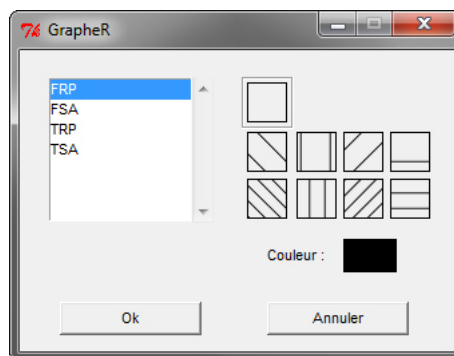 GrapheR
FRP
FSA
TRP
TSA
Couleur :
Ok
Annuler